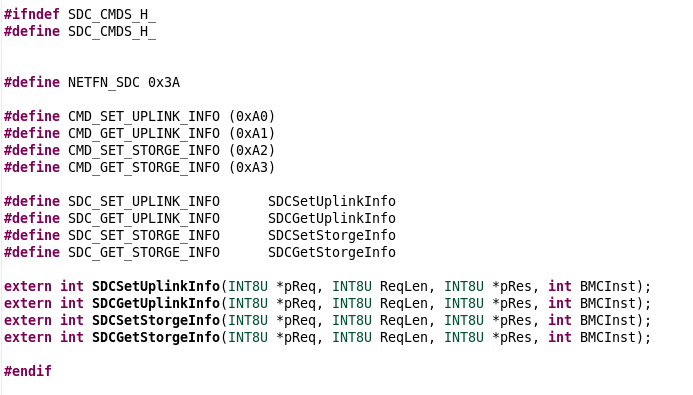 #ifndef SDC_CMDS_H_
#define SDC_CMDS_H_
#define NETFN_SDC 0x3A
#define CMD_SET_UPLINK_INFO (0xA0)
#define CMD_GET_UPLINK_INFO (0xA1)
#define CMD_SET_STORGE_INFO (0xA2)
#define CMD_GET_STORGE_INFO (0xA3)
#define SDC_SET_UPLINK_INFO SDCSetUplinkInfo
#define SDC_GET_UPLINK_INFO SDCGetUplinkInfo
#define SDC_SET_STORGE_INFO SDCSetStorgeInfo
#define SDC_GET_STORGE_INFO SDCGetStorgeInfo
extern int SDCSetUplinkInfo(INT8U *pReq, INT8U ReqLen, INT8U *pRes, int BMCInst);
extern int SDCGetUplinkInfo(INT8U *pReq, INT8U ReqLen, INT8U *pRes, int BMCInst);
extern int SDCSetStorgeInfo(INT8U *pReq, INT8U ReqLen, INT8U *pRes, int BMCInst);
extern int SDCGetStorgeInfo(INT8U *pReq, INT8U ReqLen, INT8U *pRes, int BMCInst);
#endif